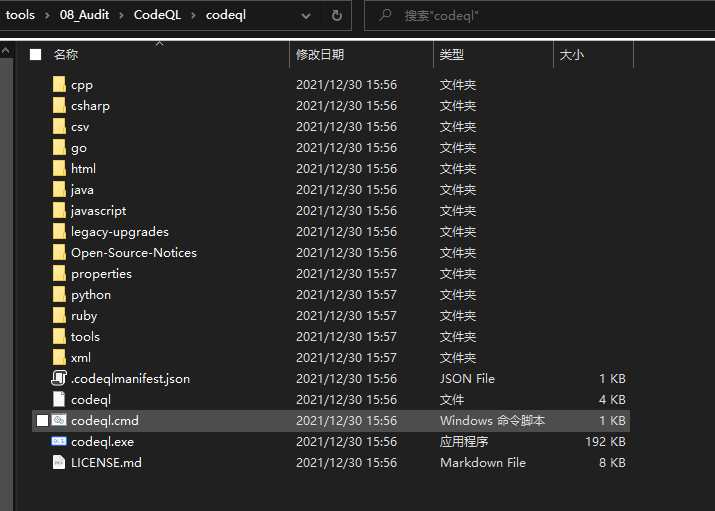 tools 08_Audit CodeQL codeql 搜索"codeql"
名称 修改日期 类型 大小
cpp 2021/12/30 15:56 文件夹
csharp 2021/12/30 15:56 文件夹
csv 2021/12/30 15:56 文件夹
go 2021/12/30 15:56 文件夹
html 2021/12/30 15:56 文件夹
java 2021/12/30 15:56 文件夹
javascript 2021/12/30 15:56 文件夹
legacy-upgrades 2021/12/30 15:56 文件夹
Open-Source-Notices 2021/12/30 15:56 文件夹
properties 2021/12/30 15:57 文件夹
python 2021/12/30 15:57 文件夹
ruby 2021/12/30 15:57 文件夹
tools 2021/12/30 15:57 文件夹
xml 2021/12/30 15:57 文件夹
.codeqlmanifest.json 2021/12/30 15:56 JSON File 1 KB
codeql 2021/12/30 15:56 文件 4 KB
codeql.cmd 2021/12/30 15:56 Windows 命令脚本 1 KB
codeql.exe 2021/12/30 15:56 应用程序 192 KB
LICENSE.md 2021/12/30 15:56 Markdown File 8 KB